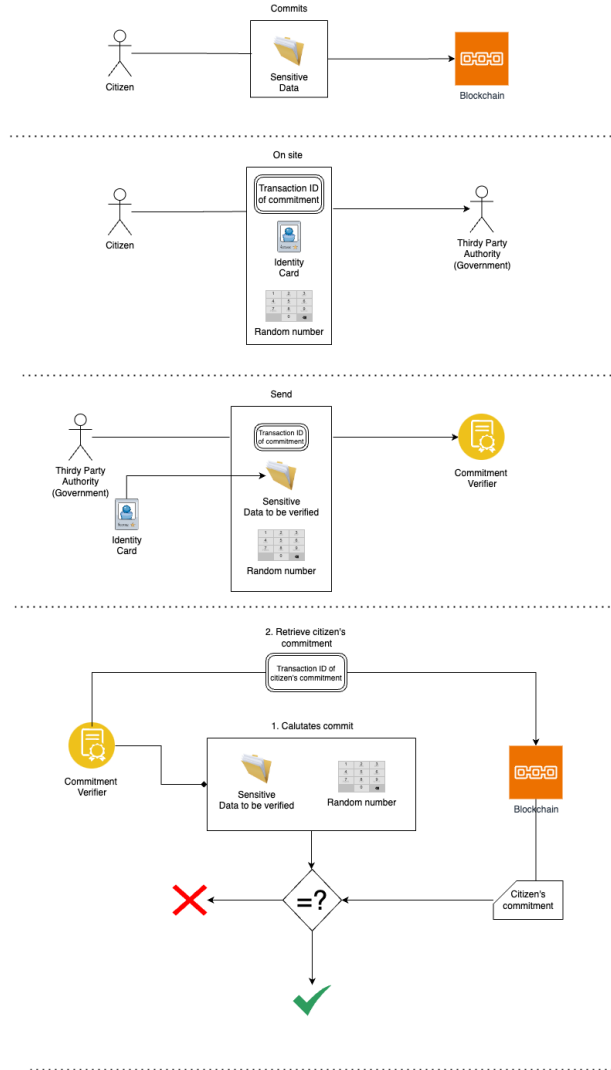 Commits
Sensitive
Data
Citizen
Blockchain
On site
Transaction ID
of commitment
Citizen
Identity
Card
Thirdy Party
Authority
(Government)
Random number
Send
Transaction ID
of commitment
Thirdy Party
Authority
(Government)
Commitment
Verifier
Sensitive
Data to be verified
Identity
Card
Random number
2. Retrieve citizen's
commitment
Transaction ID of
citizen's commitment
1. Calutates commit
Commitment
Verifier
Sensitive
Data to be verified
Random number
Blockchain
=?
Citizen's
commitment